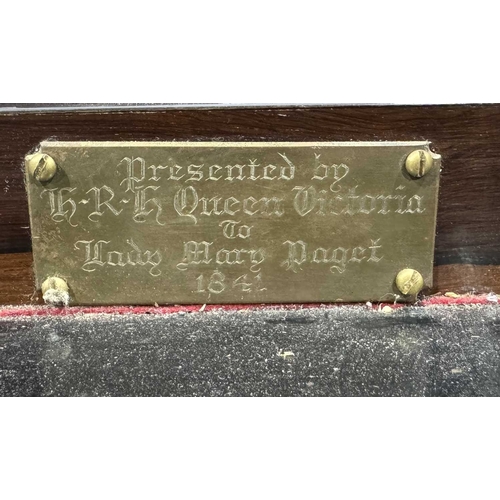 Presented by
H·R·H Queen Victoria
To
Lady Mary Paget
1841